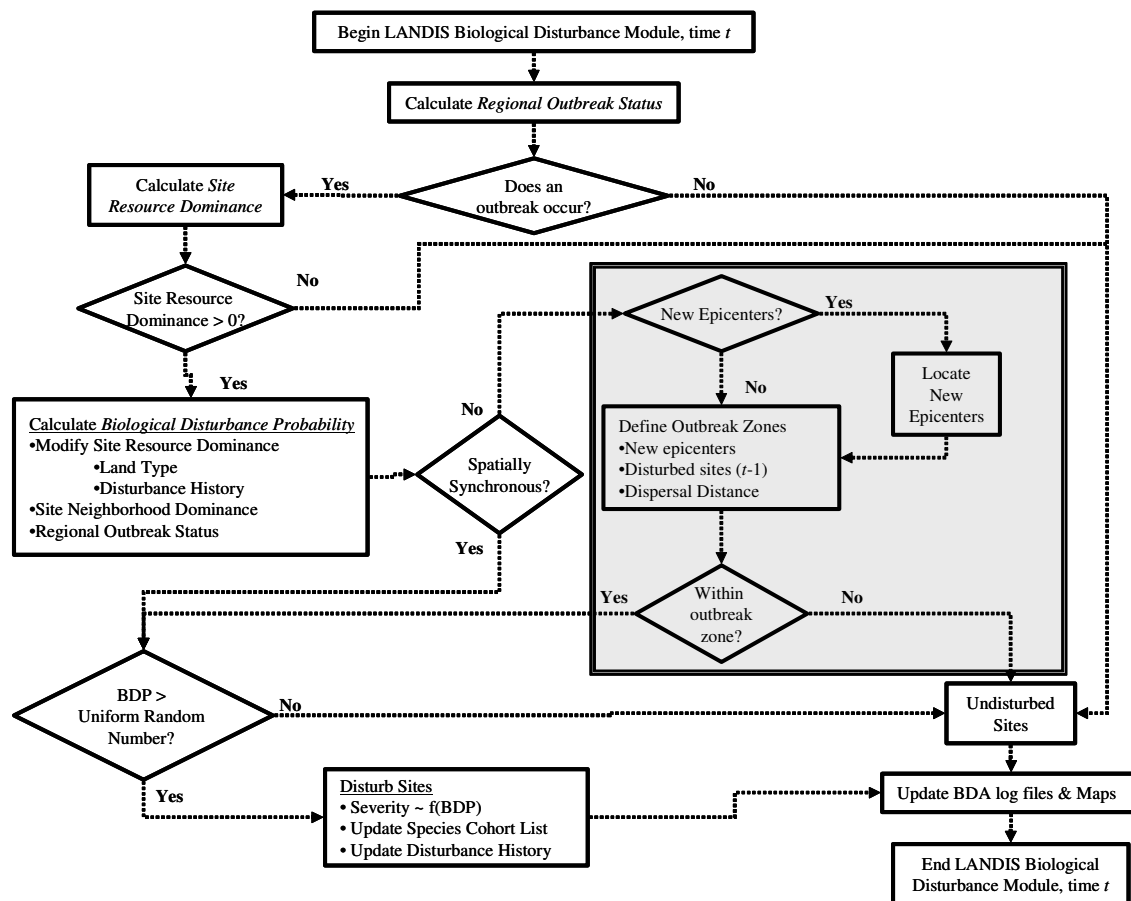 Begin LANDIS Biological Disturbance Module, time t
Calculate Regional Outbreak Status
Does an
outbreak occur?
Yes
No
Calculate Site
Resource Dominance
Site Resource
Dominance > 0?
No
Yes
Calculate Biological Disturbance Probability
•Modify Site Resource Dominance
•Land Type
•Disturbance History
•Site Neighborhood Dominance
•Regional Outbreak Status
Spatially
Synchronous?
No
Yes
New Epicenters?
Yes
No
Locate
New
Epicenters
Define Outbreak Zones
•New epicenters
•Disturbed sites (t-1)
•Dispersal Distance
Within
outbreak
zone?
Yes
No
BDP >
Uniform Random
Number?
No
Yes
Undisturbed
Sites
Disturb Sites
• Severity ~ f(BDP)
• Update Species Cohort List
• Update Disturbance History
Update BDA log files & Maps
End LANDIS Biological
Disturbance Module, time t